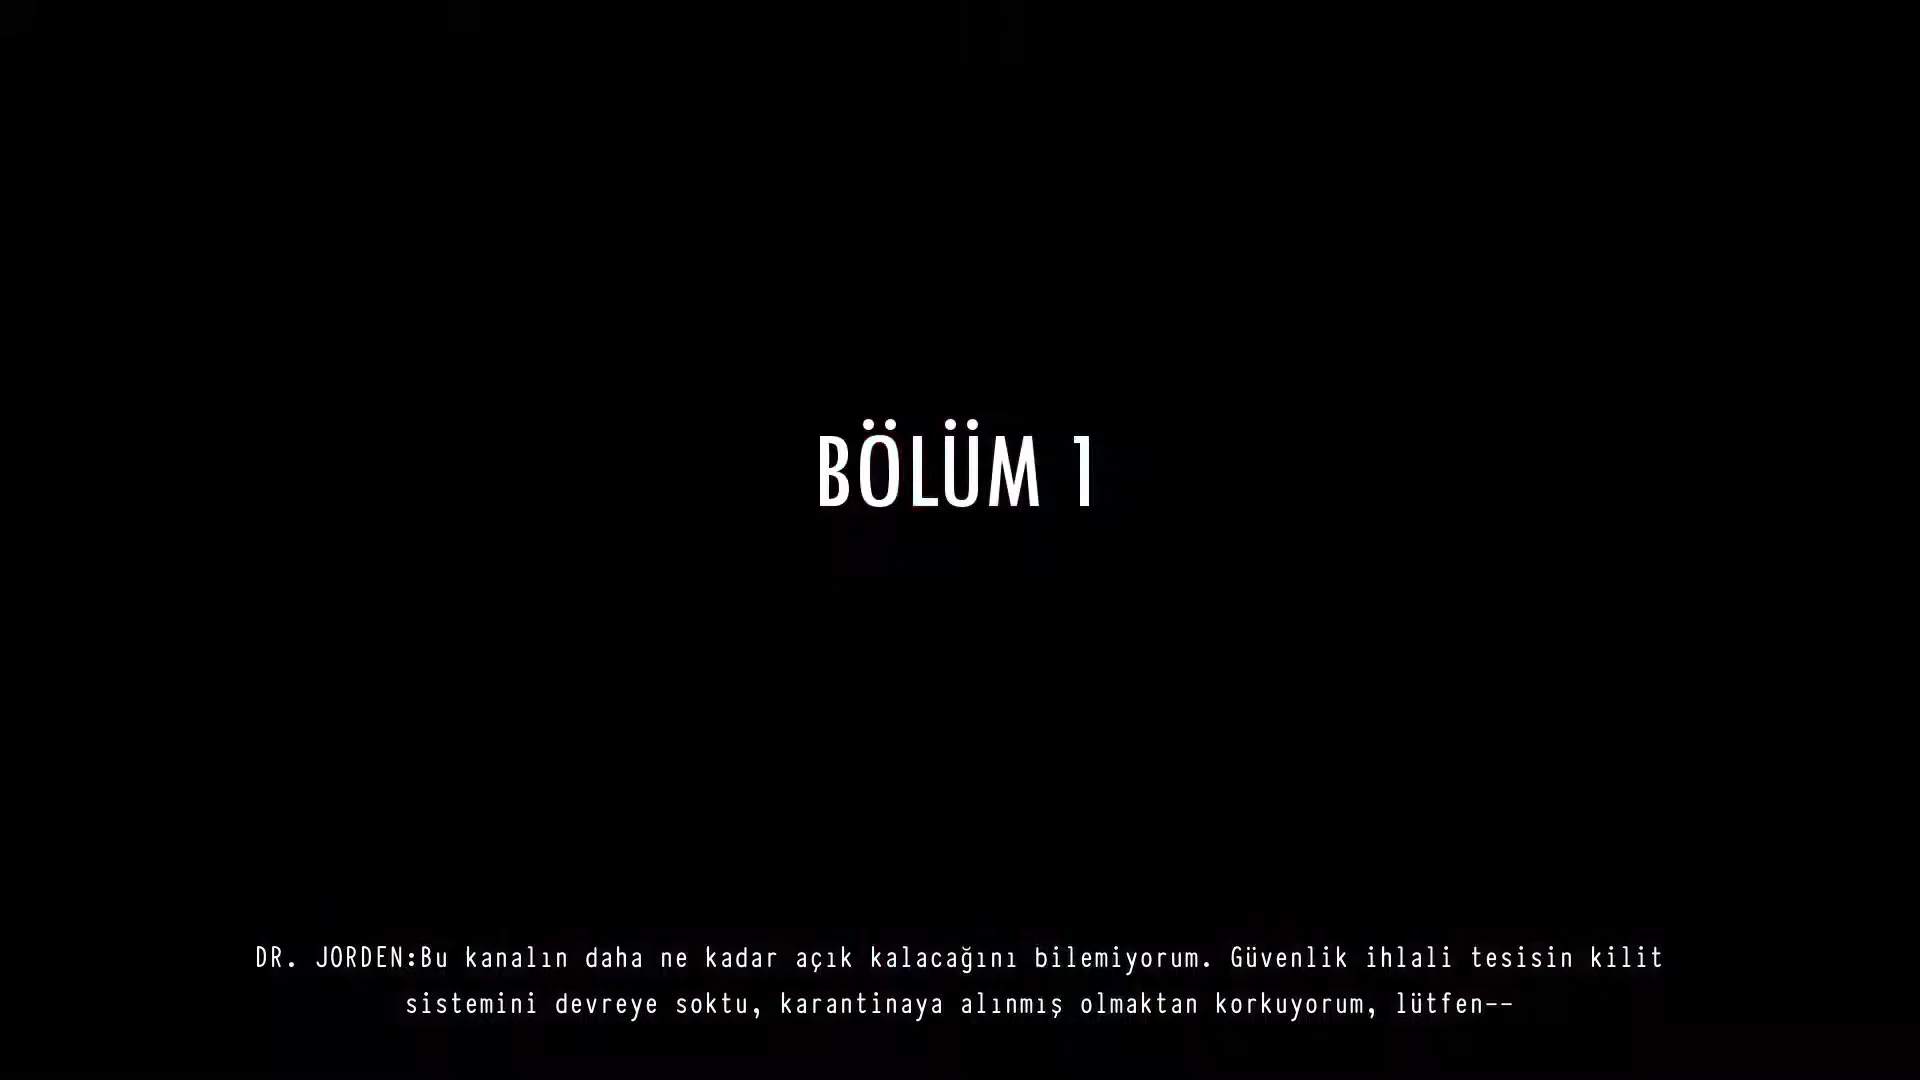 BÖLÜM 1
DR. JORDEN:Bu kanalın daha ne kadar açık kalacağını bilemiyorum. Güvenlik ihlali tesisin kilit
sistemini devreye soktu, karantinaya alınmış olmaktan korkuyorum, lütfen--